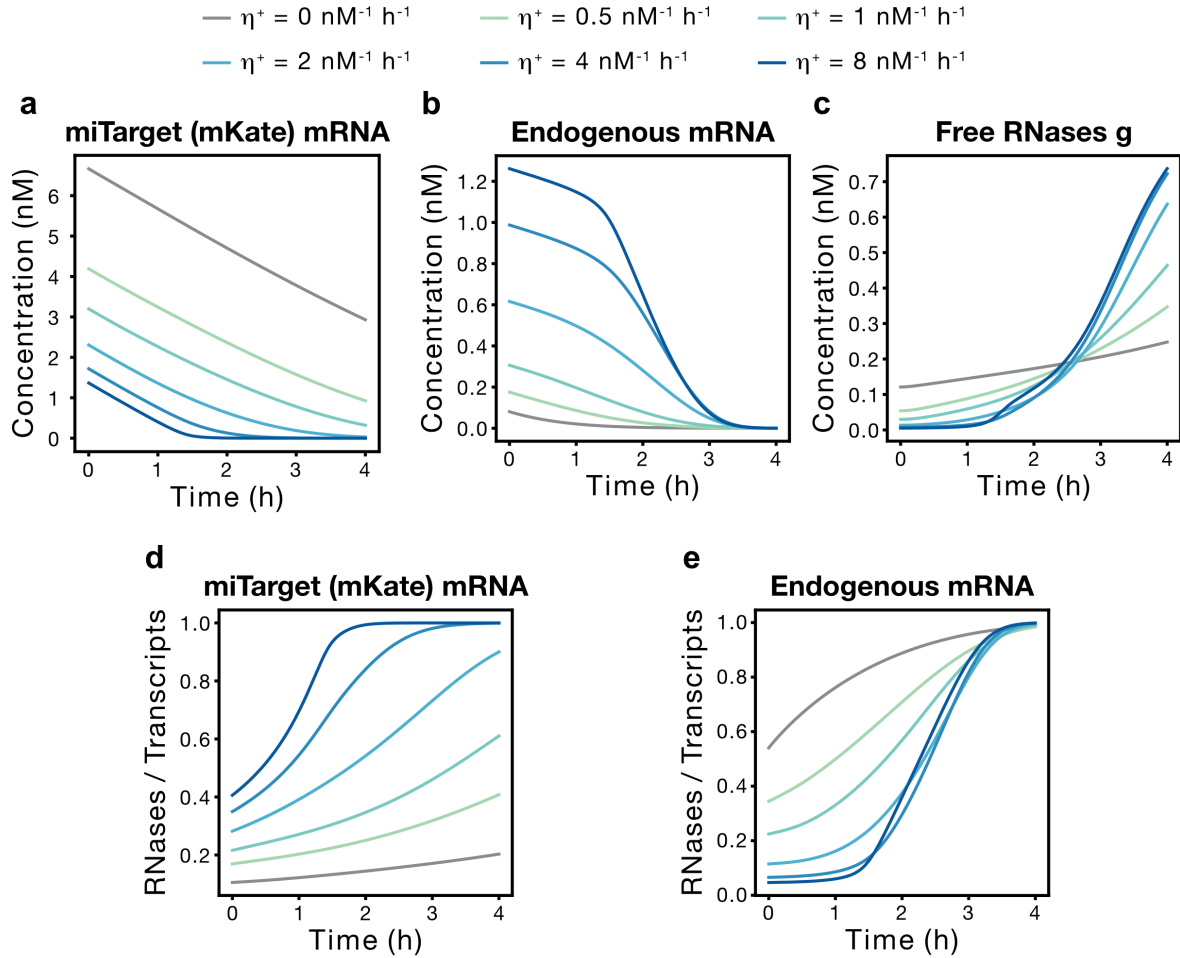 η⁺ = 0 nM⁻¹ h⁻¹ η⁺ = 0.5 nM⁻¹ h⁻¹ η⁺ = 1 nM⁻¹ h⁻¹
η⁺ = 2 nM⁻¹ h⁻¹ η⁺ = 4 nM⁻¹ h⁻¹ η⁺ = 8 nM⁻¹ h⁻¹
a
miTarget (mKate) mRNA
Concentration (nM)
6
5
4
3
2
1
0
0 1 2 3 4
Time (h)
b
Endogenous mRNA
Concentration (nM)
1.2
1.0
0.8
0.6
0.4
0.2
0.0
0 1 2 3 4
Time (h)
c
Free RNases g
Concentration (nM)
0.7
0.6
0.5
0.4
0.3
0.2
0.1
0.0
0 1 2 3 4
Time (h)
d
miTarget (mKate) mRNA
RNases / Transcripts
1.0
0.8
0.6
0.4
0.2
0 1 2 3 4
Time (h)
e
Endogenous mRNA
RNases / Transcripts
1.0
0.8
0.6
0.4
0.2
0.0
0 1 2 3 4
Time (h)